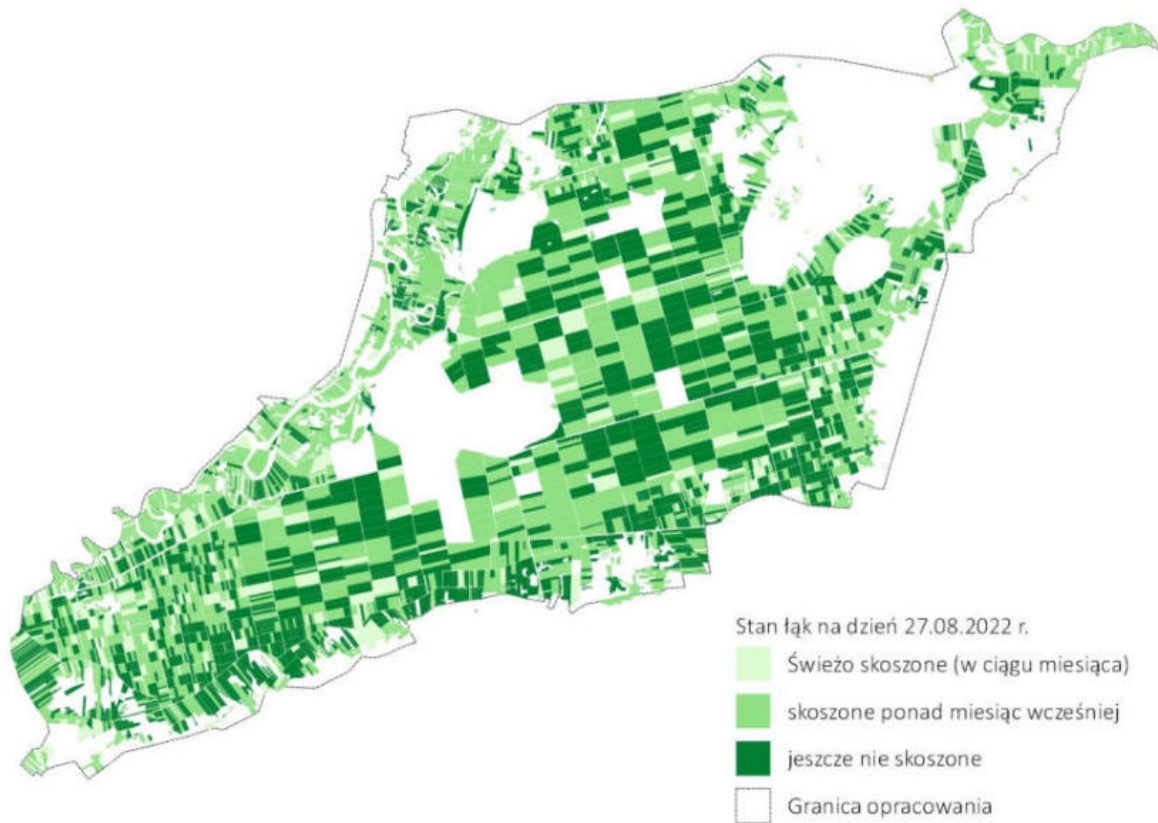 Stan łąk na dzień 27.08.2022 r.
Świeżo skoszone (w ciągu miesiąca)
skoszone ponad miesiąc wcześniej
jeszcze nie skoszone
Granica opracowania